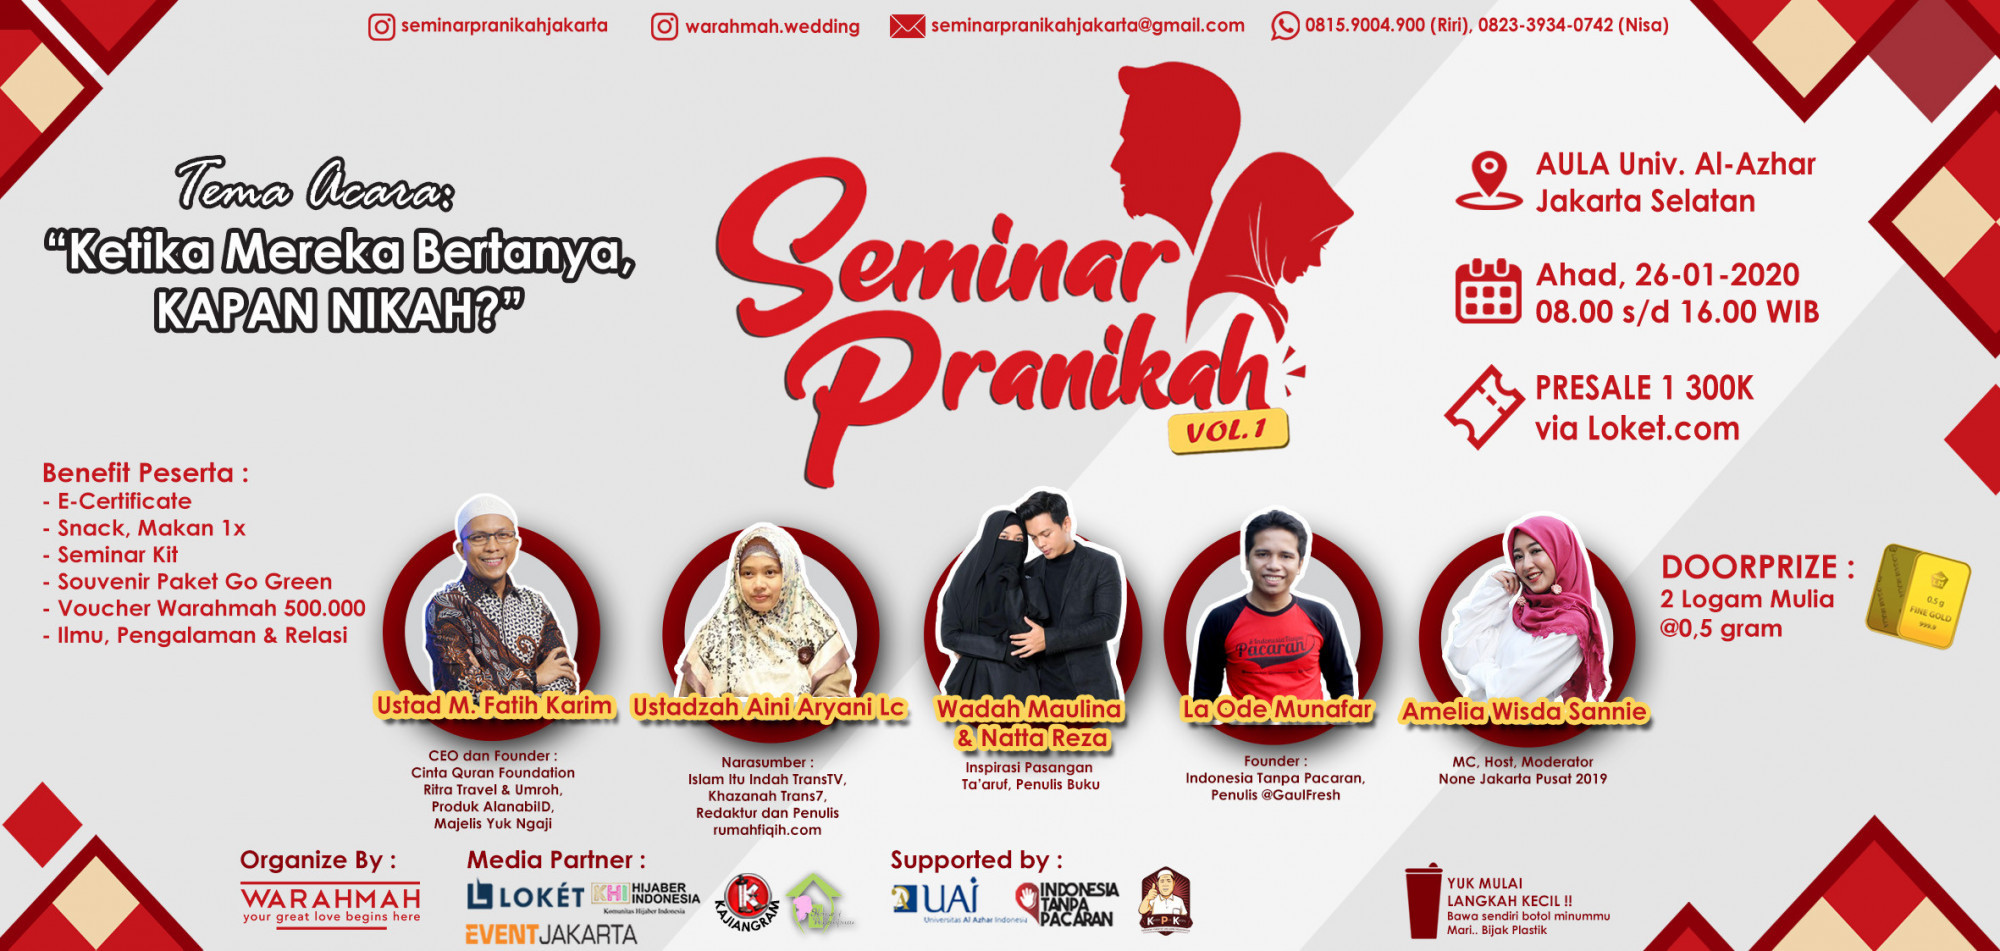 seminarpranikahjakarta
warahmah.wedding
seminarpranikahjakarta@gmail.com
0815.9004.900 (Riri), 0823-3934-0742 (Nisa)
Tema Acara:
“Ketika Mereka Bertanya,
KAPAN NIKAH?”
Seminar
Pranikah
VOL.1
AULA Univ. Al-Azhar
Jakarta Selatan
Ahad, 26-01-2020
08.00 s/d 16.00 WIB
PRESALE 1 300K
via Loket.com
Benefit Peserta :
- E-Certificate
- Snack, Makan 1x
- Seminar Kit
- Souvenir Paket Go Green
- Voucher Warahmah 500.000
- Ilmu, Pengalaman & Relasi
Ustad M. Fatih Karim
CEO dan Founder :
Cinta Quran Foundation
Ritra Travel & Umroh,
Produk AlanabiID,
Majelis Yuk Ngaji
Ustadzah Aini Aryani Lc
Narasumber :
Islam Itu Indah TransTV,
Khazanah Trans7,
Redaktur dan Penulis
rumahfiqih.com
Wadah Maulina
& Natta Reza
Inspirasi Pasangan
Ta’aruf, Penulis Buku
Pacaran
La Ode Munafar
Founder :
Indonesia Tanpa Pacaran,
Penulis @GaulFresh
Amelia Wisda Sannie
MC, Host, Moderator
None Jakarta Pusat 2019
DOORPRIZE :
2 Logam Mulia
@0,5 gram
0.5 g
FINE GOLD
999.9
Organize By :
WARAHMAH
your great love begins here
Media Partner :
LOKÉT
KHI HIJABER
INDONESIA
Komunitas Hijaber Indonesia
EVENTJAKARTA
K
KAJIANGRAM
Supported by :
UAI
Universitas Al Azhar Indonesia
INDONESIA
TANPA
PACARAN
K P K
YUK MULAI
LANGKAH KECIL !!
Bawa sendiri botol minummu
Mari.. Bijak Plastik